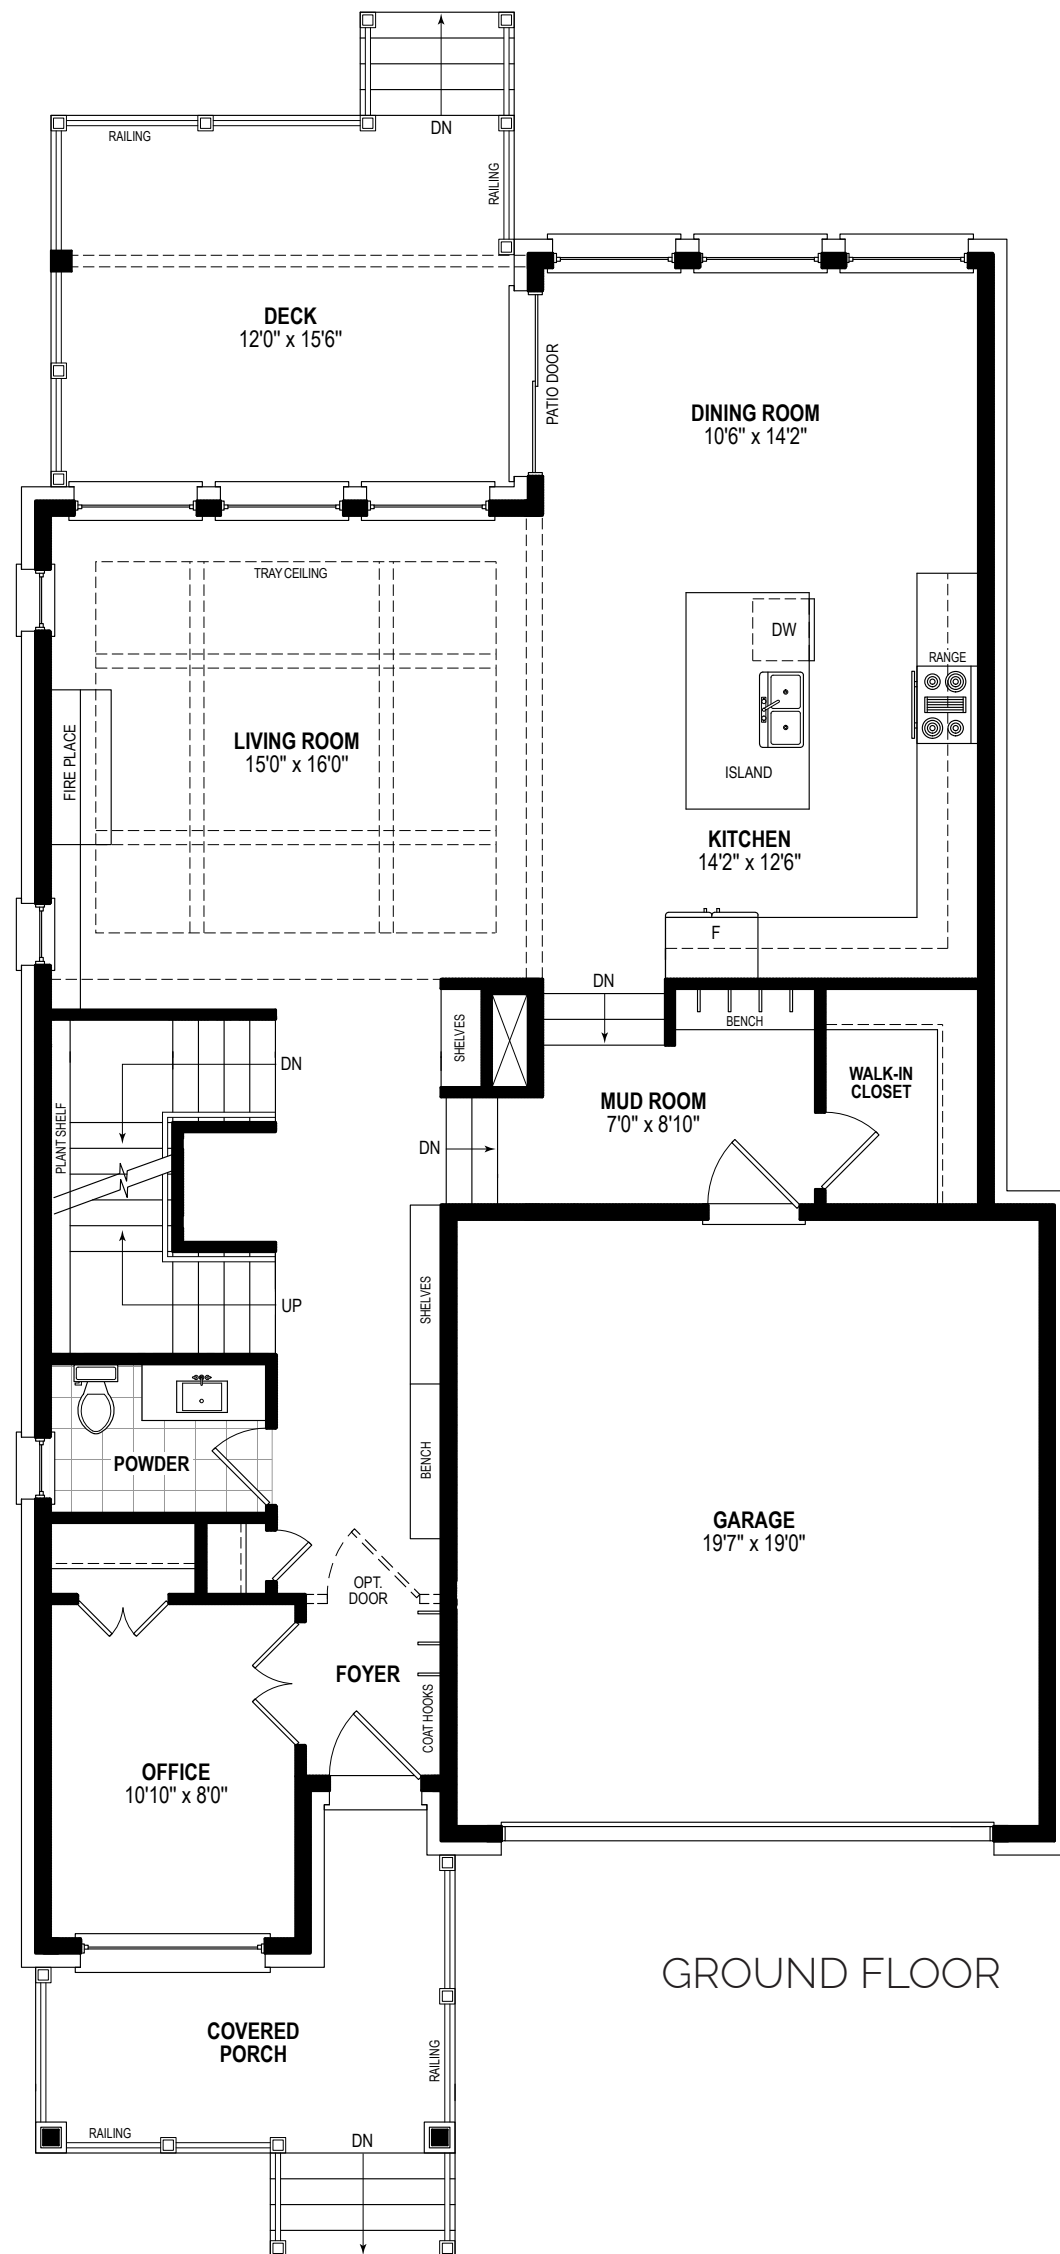 DN
RAILING
RAILING
DECK
12'0" x 15'6"
PATIO DOOR
DINING ROOM
10'6" x 14'2"
TRAY CEILING
DW
RANGE
FIRE PLACE
LIVING ROOM
15'0" x 16'0"
ISLAND
KITCHEN
14'2" x 12'6"
F
DN
BENCH
SHELVES
DN
WALK-IN
CLOSET
MUD ROOM
7'0" x 8'10"
PLANT SHELF
DN
SHELVES
UP
POWDER
BENCH
GARAGE
19'7" x 19'0"
OPT.
DOOR
FOYER
COAT HOOKS
OFFICE
10'10" x 8'0"
GROUND FLOOR
COVERED
PORCH
RAILING
RAILING
DN